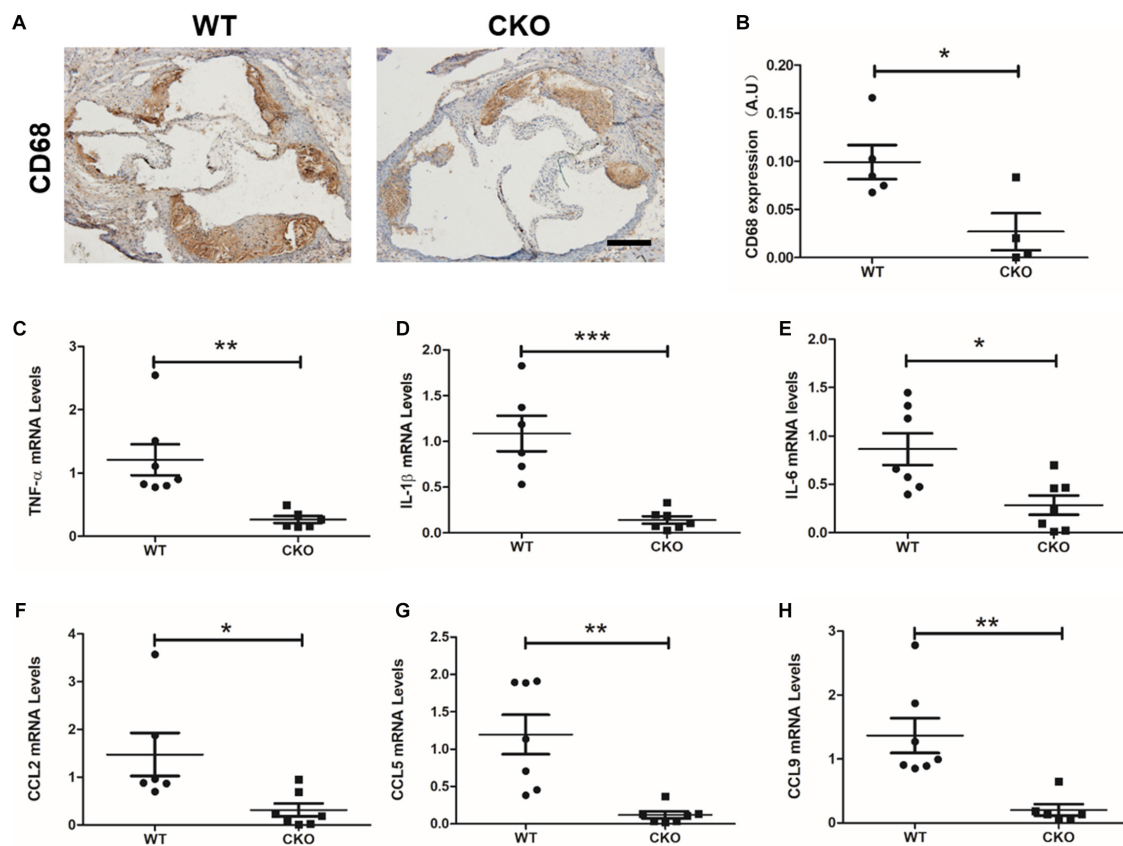 A
WT
CKO
CD68
B
CD68 expression (A.U)
0.20
0.15
0.10
0.05
0.00
*
WT
CKO
C
TNF-α mRNA Levels
3
2
1
0
**
WT
CKO
D
IL-1β mRNA Levels
2.0
1.5
1.0
0.5
0.0
***
WT
CKO
E
IL-6 mRNA levels
2.0
1.5
1.0
0.5
0.0
*
WT
CKO
F
CCL2 mRNA Levels
4
3
2
1
0
*
WT
CKO
G
CCL5 mRNA Levels
2.5
2.0
1.5
1.0
0.5
0.0
**
WT
CKO
H
CCL9 mRNA Levels
3
2
1
0
**
WT
CKO